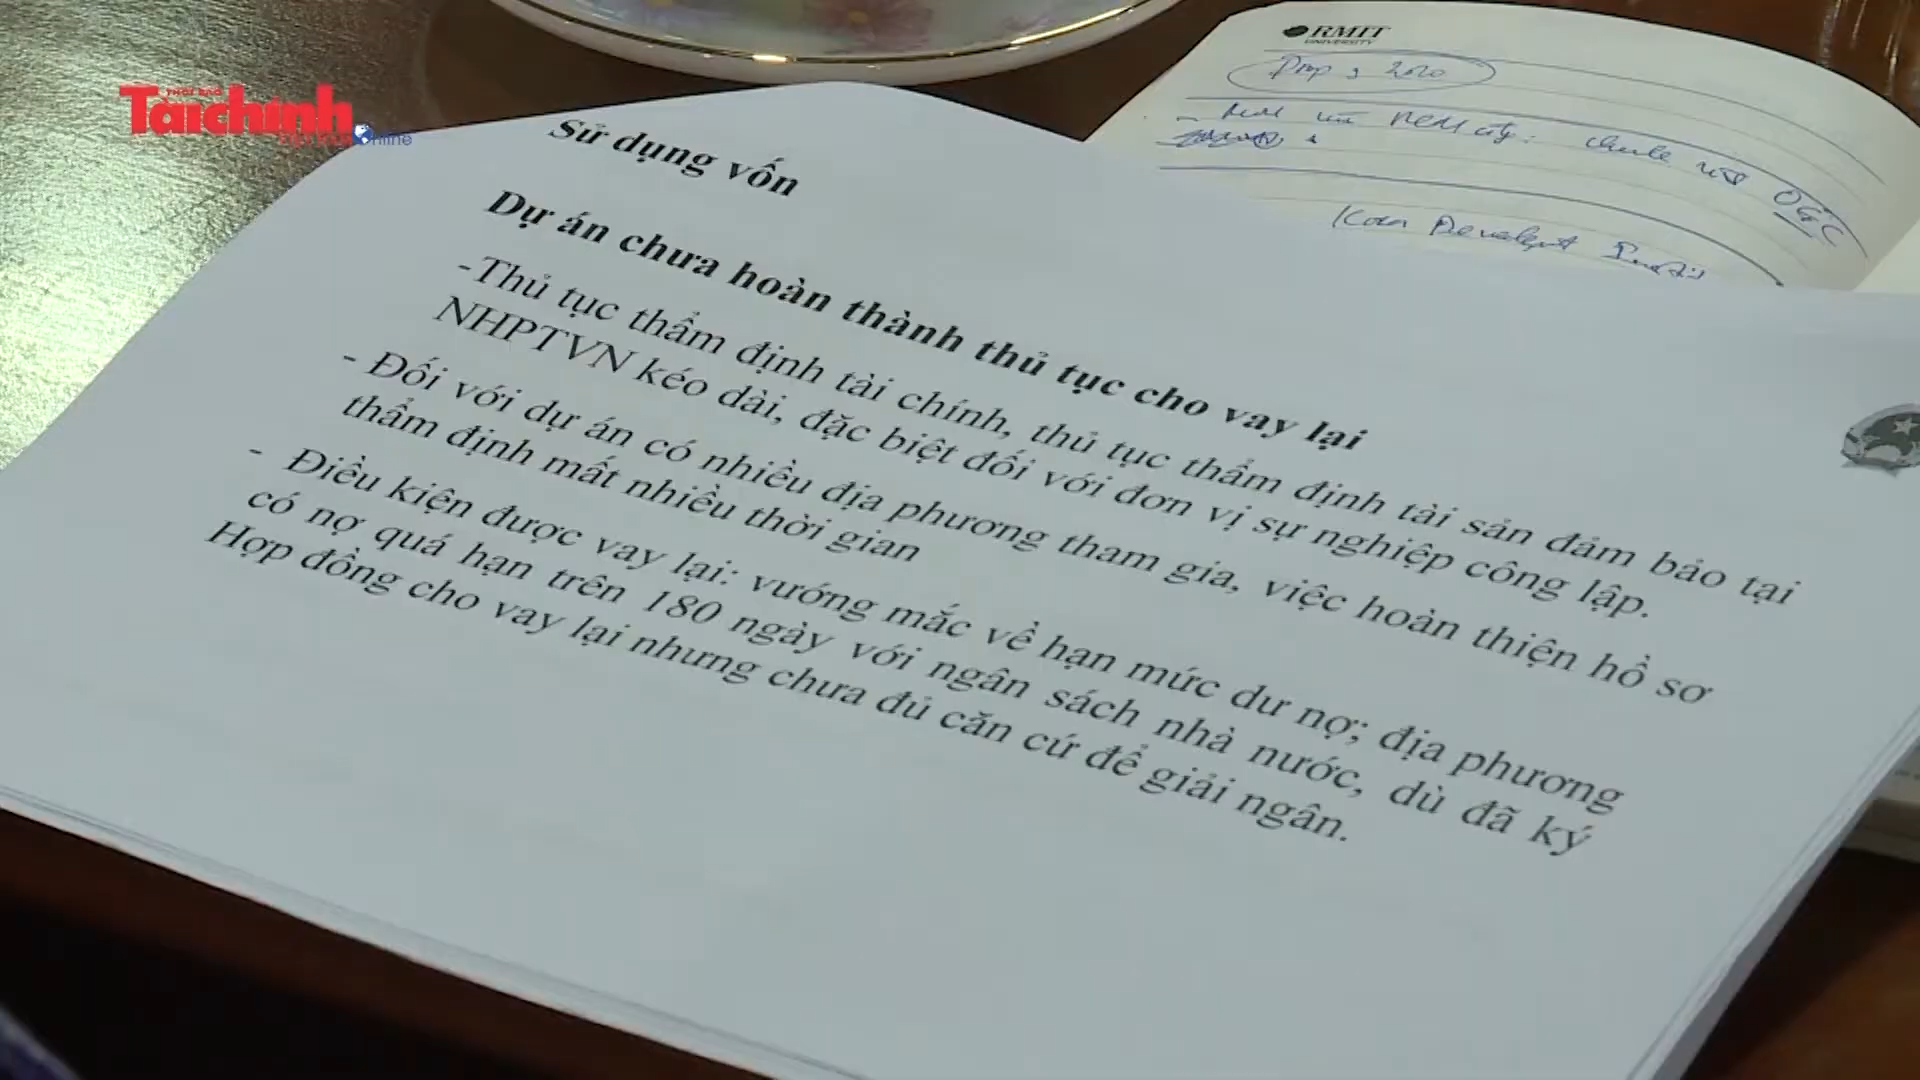 THỜI BÁO
Tàichính
Online
RMIT
UNIVERSITY
2020
Sử dụng vốn
Dự án chưa hoàn thành thủ tục cho vay lại
-Thủ tục thẩm định tài chính, thủ tục thẩm định tài sản đảm bảo tại
NHPTVN kéo dài, đặc biệt đối với đơn vị sự nghiệp công lập.
- Đối với dự án có nhiều địa phương tham gia, việc hoàn thiện hồ sơ
thẩm định mất nhiều thời gian
- Điều kiện được vay lại: vướng mắc về hạn mức dư nợ; địa phương
có nợ quá hạn trên 180 ngày với ngân sách nhà nước, dù đã ký
Hợp đồng cho vay lại nhưng chưa đủ căn cứ để giải ngân.